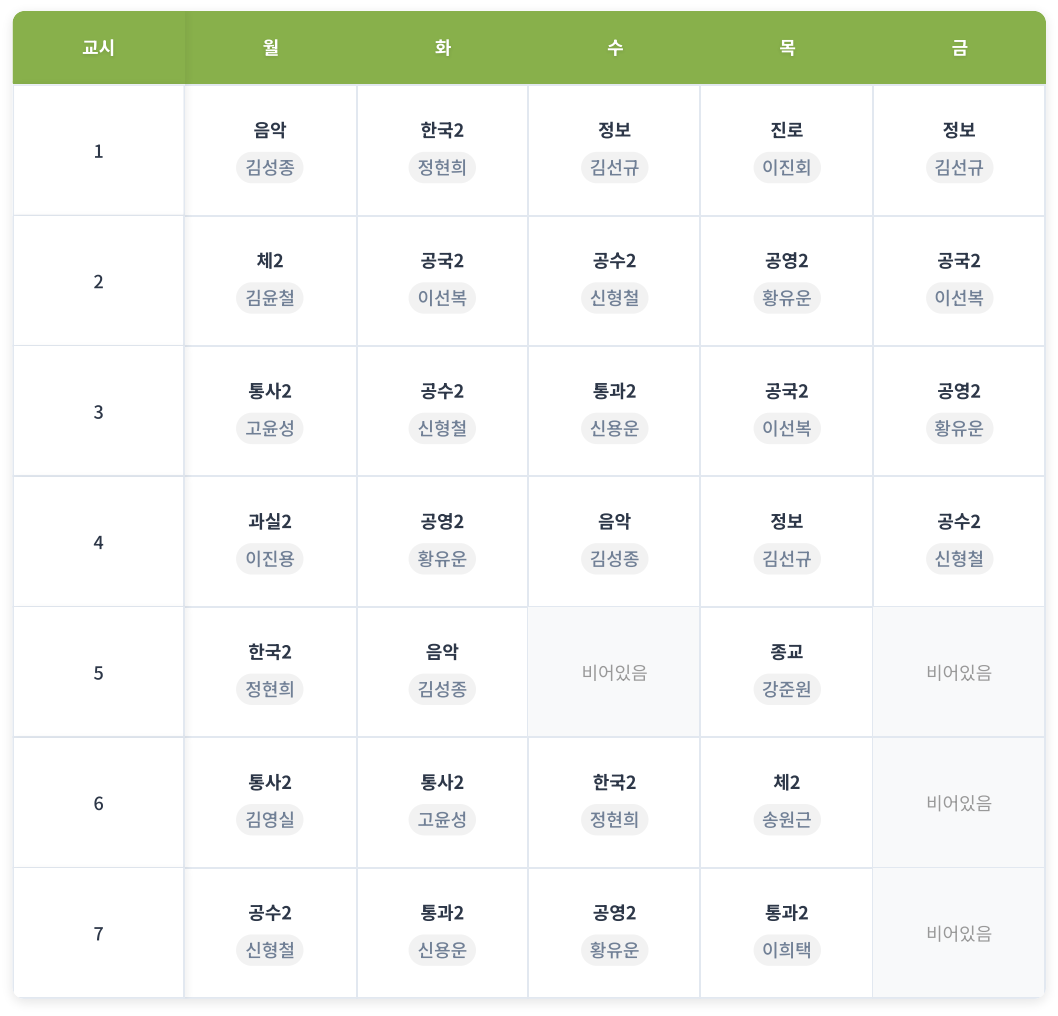 교시 월 화 수 목 금
1 음악 한국2 정보 진로 정보
김성종 정현희 김선규 이진회 김선규
2 체2 공국2 공수2 공영2 공국2
김윤철 이선복 신형철 황유운 이선복
3 통사2 공수2 통과2 공국2 공영2
고윤성 신형철 신용운 이선복 황유운
4 과실2 공영2 음악 정보 공수2
이진용 황유운 김성종 김선규 신형철
5 한국2 음악 비어있음 종교 비어있음
정현희 김성종 강준원
6 통사2 통사2 한국2 체2 비어있음
김영실 고윤성 정현희 송원근
7 공수2 통과2 공영2 통과2 비어있음
신형철 신용운 황유운 이희택